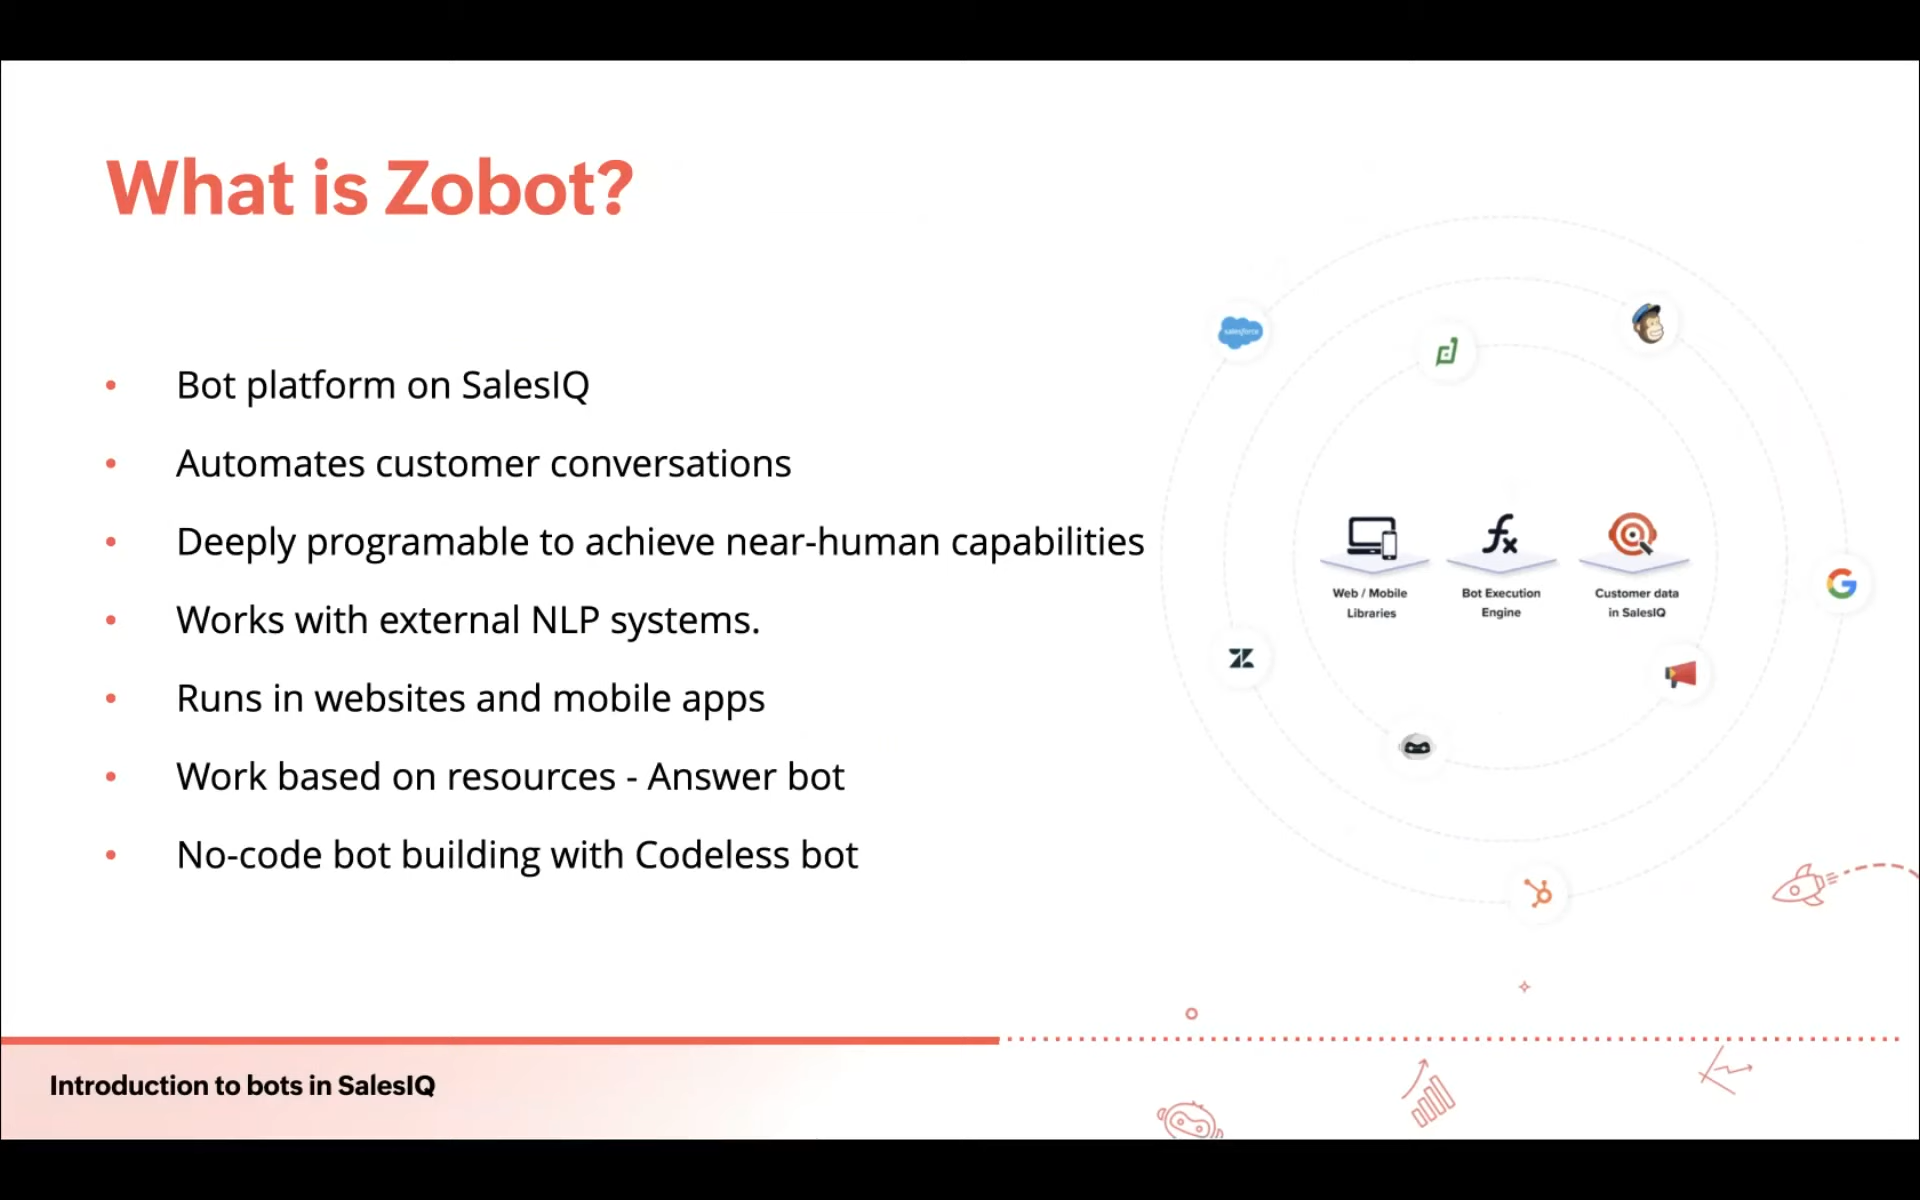 What is Zobot?
• Bot platform on SalesIQ
• Automates customer conversations
• Deeply programable to achieve near-human capabilities
• Works with external NLP systems.
• Runs in websites and mobile apps
• Work based on resources - Answer bot
• No-code bot building with Codeless bot
salesforce
Web / Mobile
Libraries
Bot Execution
Engine
Customer data
in SalesIQ
Introduction to bots in SalesIQ